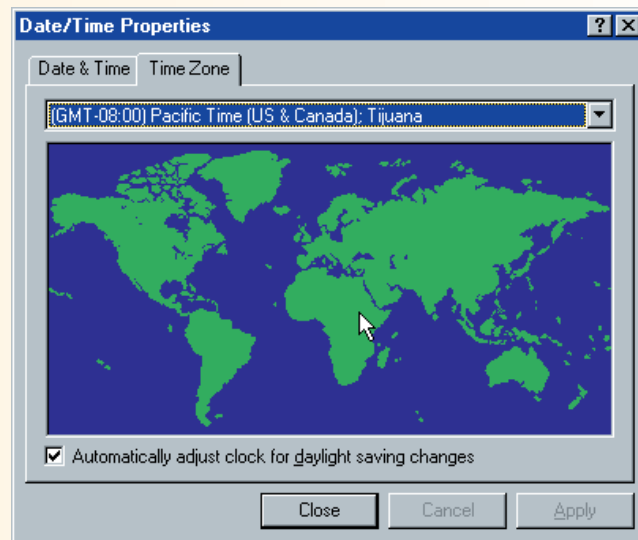 Date/Time Properties
Date & Time Time Zone
(GMT-08:00) Pacific Time (US & Canada); Tijuana
Automatically adjust clock for daylight saving changes
Close Cancel Apply